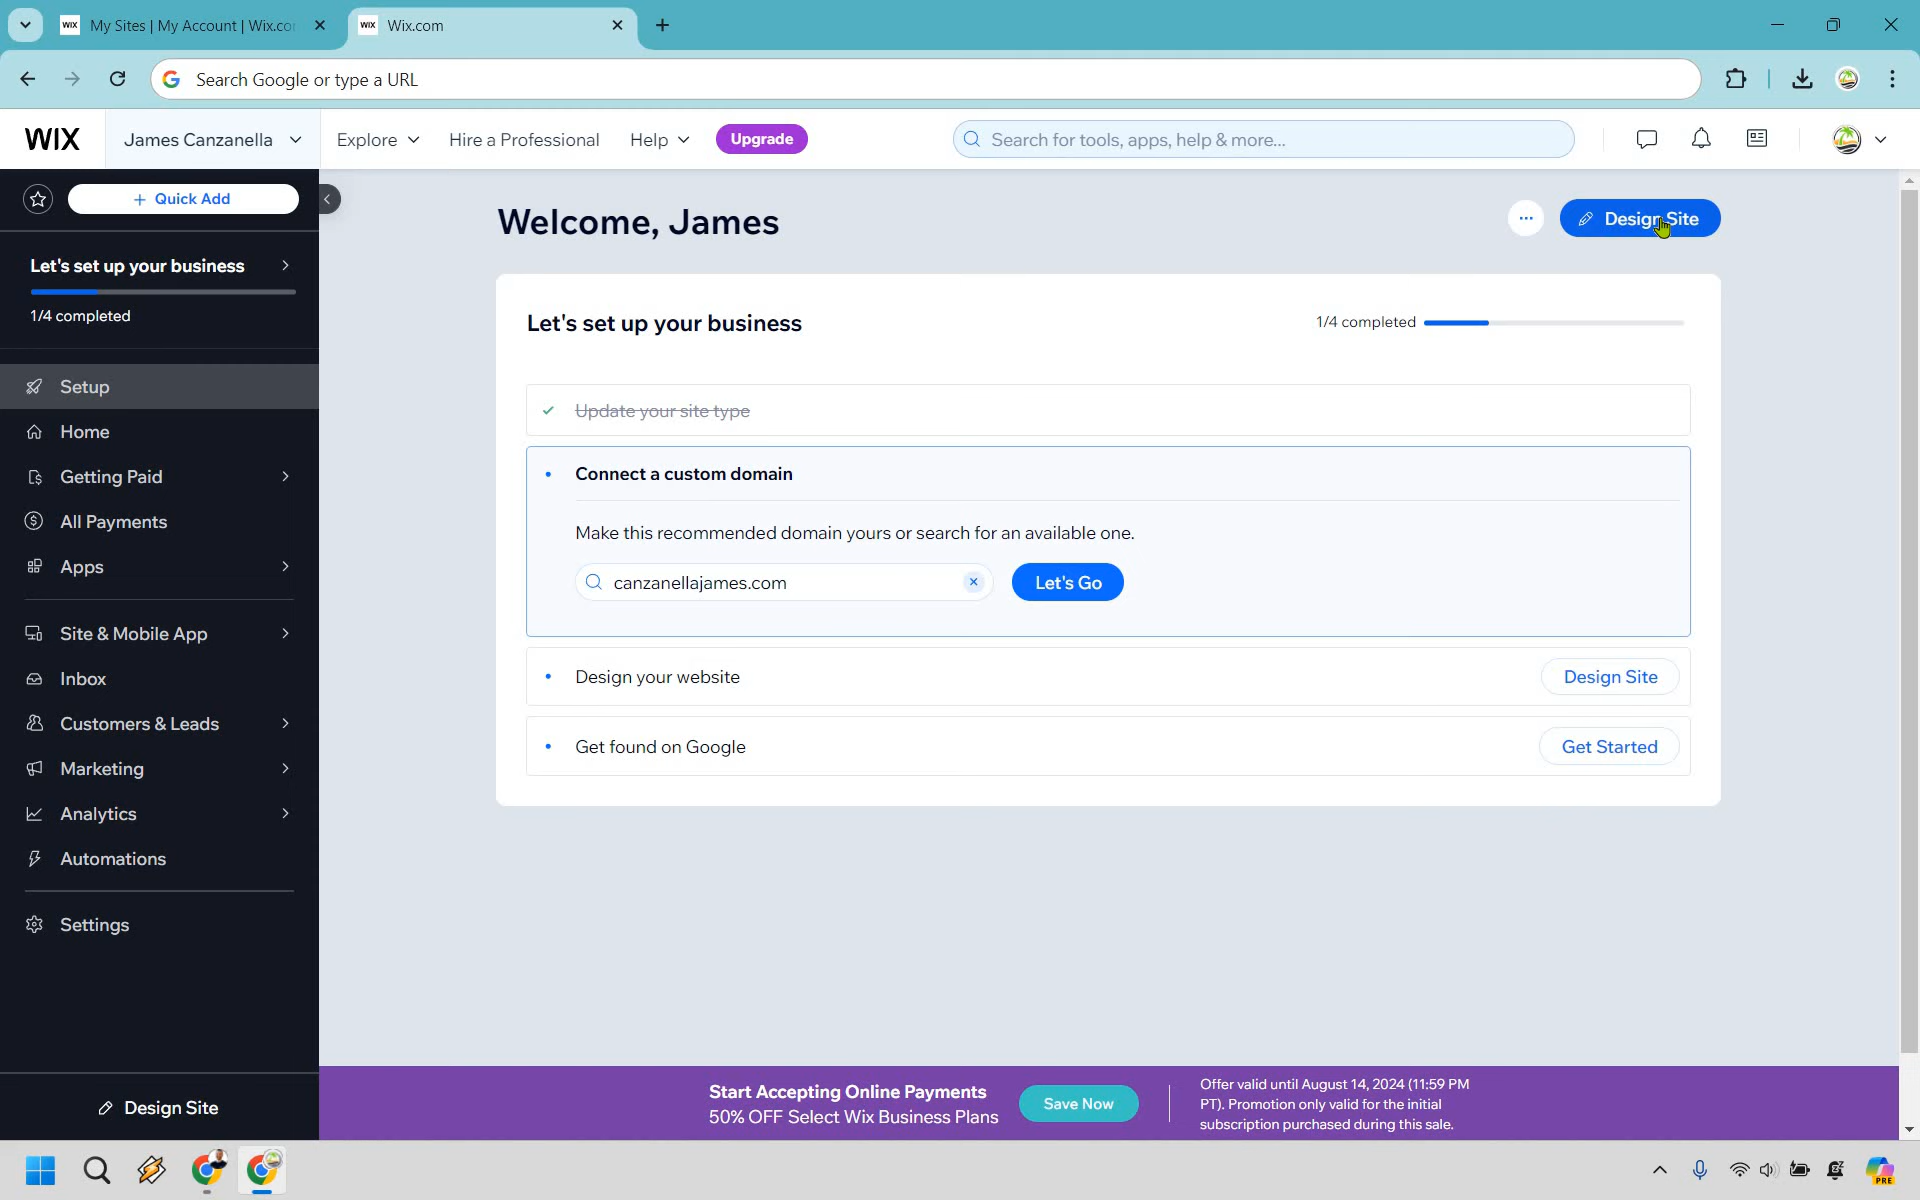 My Sites | My Account | Wix.co
Wix.com
Search Google or type a URL
WIX
James Canzanella
Explore
Hire a Professional
Help
Upgrade
Search for tools, apps, help & more...
+ Quick Add
Welcome, James
Design Site
Let's set up your business
1/4 completed
Let's set up your business
1/4 completed
Setup
Home
Getting Paid
All Payments
Apps
Site & Mobile App
Inbox
Customers & Leads
Marketing
Analytics
Automations
Settings
Design Site
Update your site type
Connect a custom domain
Make this recommended domain yours or search for an available one.
canzanellajames.com
Let's Go
Design your website
Design Site
Get found on Google
Get Started
Start Accepting Online Payments
50% OFF Select Wix Business Plans
Save Now
Offer valid until August 14, 2024 (11:59 PM
PT). Promotion only valid for the initial
subscription purchased during this sale.
PRE